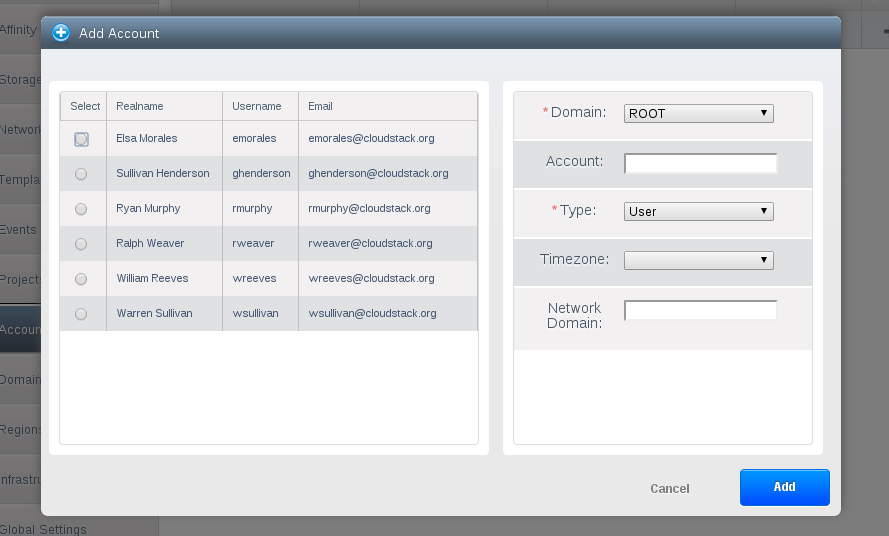 Add Account
Affinity
Storage
Network
Templa
Events
Projects
Accoun
Domain
Regions
Infrastru
Global Settings
Select Realname Username Email
Elsa Morales emorales emorales@cloudstack.org
Sullivan Henderson ghenderson ghenderson@cloudstack.org
Ryan Murphy rmurphy rmurphy@cloudstack.org
Ralph Weaver rweaver rweaver@cloudstack.org
William Reeves wreeves wreeves@cloudstack.org
Warren Sullivan wsullivan wsullivan@cloudstack.org
*Domain: ROOT
Account:
*Type: User
Timezone:
Network
Domain:
Cancel Add